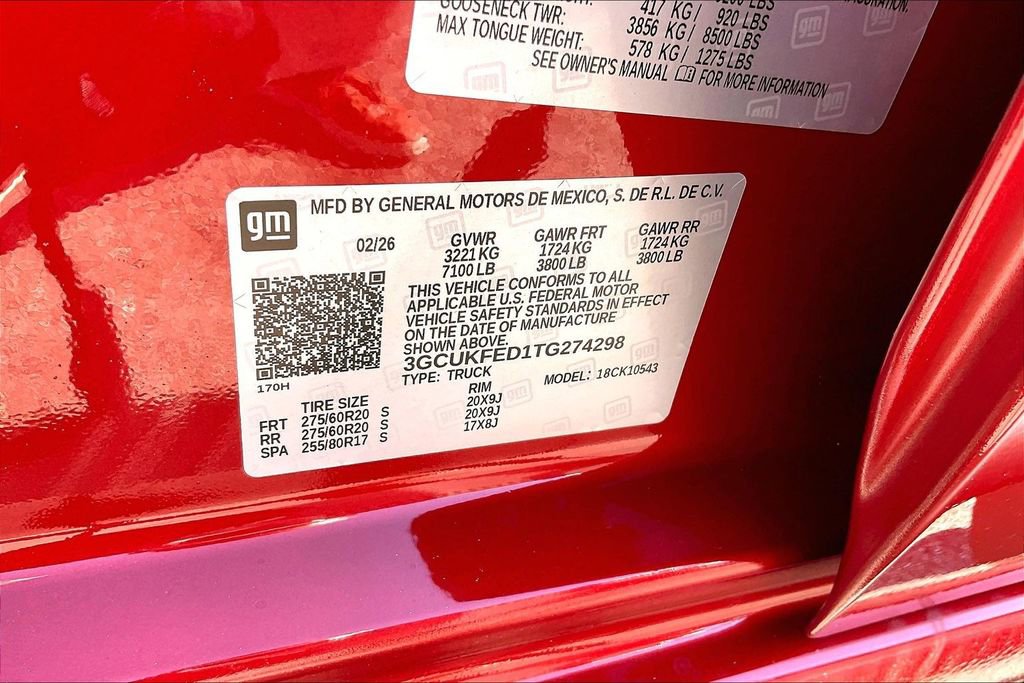 GOOSENECK TWR: 417 KG/ 920 LBS
3856 KG/ 8500 LBS
MAX TONGUE WEIGHT: 578 KG/ 1275 LBS
SEE OWNER'S MANUAL FOR MORE INFORMATION
gm
MFD BY GENERAL MOTORS DE MEXICO, S. DE R.L. DE C.V.
02/26 GVWR GAWR FRT GAWR RR
3221 KG 1724 KG 1724 KG
7100 LB 3800 LB 3800 LB
THIS VEHICLE CONFORMS TO ALL
APPLICABLE U.S. FEDERAL MOTOR
VEHICLE SAFETY STANDARDS IN EFFECT
ON THE DATE OF MANUFACTURE
SHOWN ABOVE.
3GCUKFED1TG274298
170H
TYPE: TRUCK MODEL: 18CK10543
TIRE SIZE RIM
FRT 275/60R20 S 20X9J
RR 275/60R20 S 20X9J
SPA 255/80R17 S 17X8J